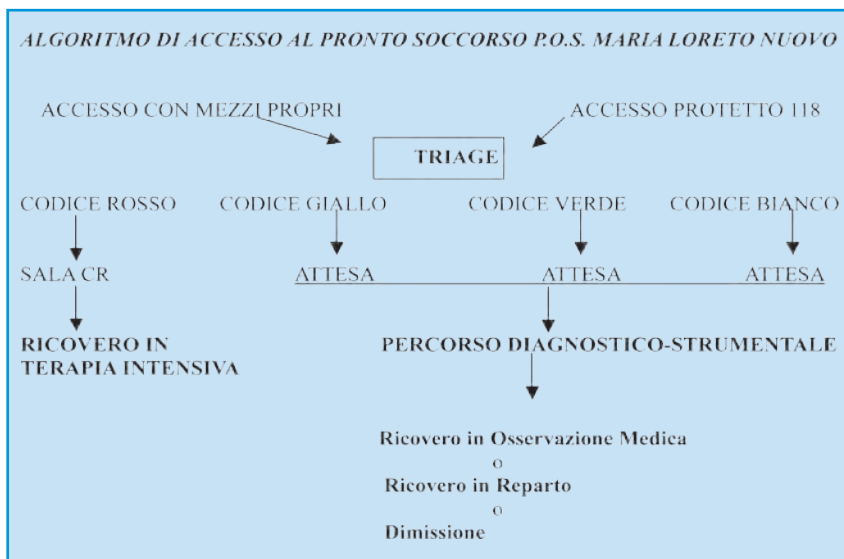 ALGORITMO DI ACCESSO AL PRONTO SOCCORSO P.O.S. MARIA LORETO NUOVO
ACCESSO CON MEZZI PROPRI ACCESSO PROTETTO 118
TRIAGE
CODICE ROSSO CODICE GIALLO CODICE VERDE CODICE BIANCO
SALA CR ATTESA ATTESA ATTESA
RICOVERO IN PERCORSO DIAGNOSTICO-STRUMENTALE
TERAPIA INTENSIVA
Ricovero in Osservazione Medica
o
Ricovero in Reparto
o
Dimissione